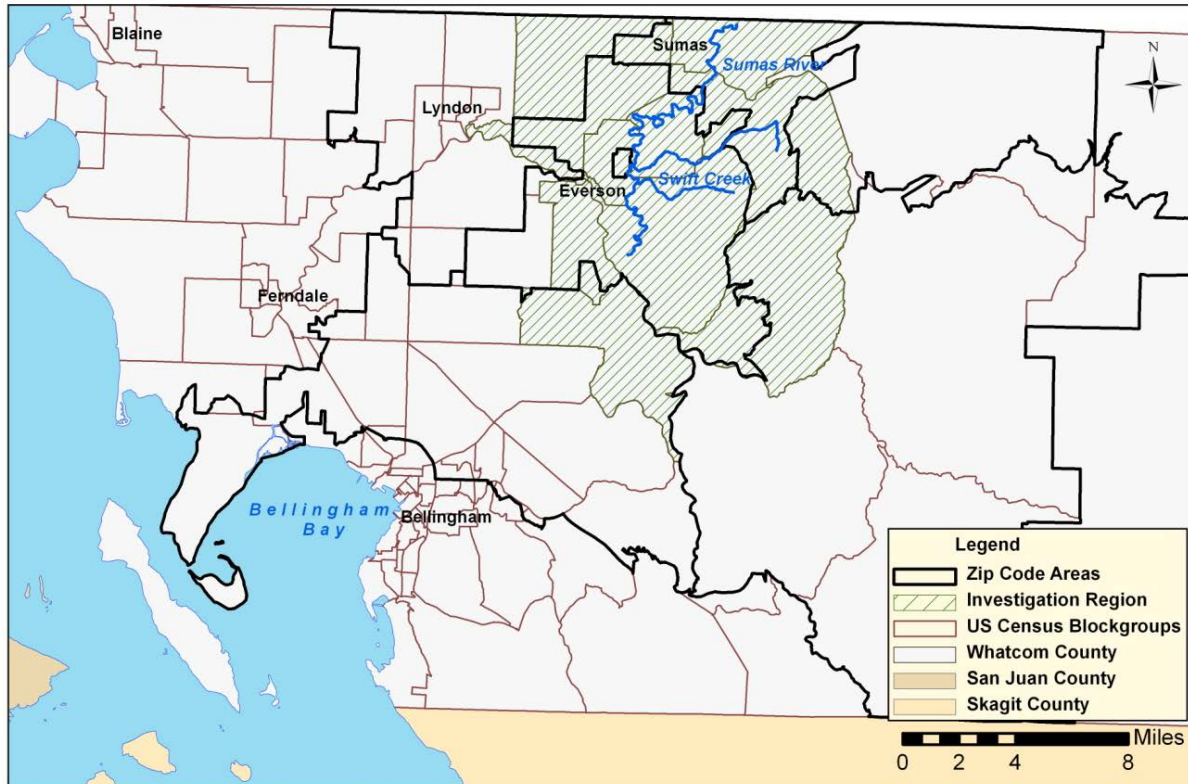 Blaine
Sumas
N
Sumas River
Lyndon
Everson
Swift Creek
Ferndale
Bellingham
Bay
Bellingham
Legend
Zip Code Areas
Investigation Region
US Census Blockgroups
Whatcom County
San Juan County
Skagit County
Miles
0 2 4 8